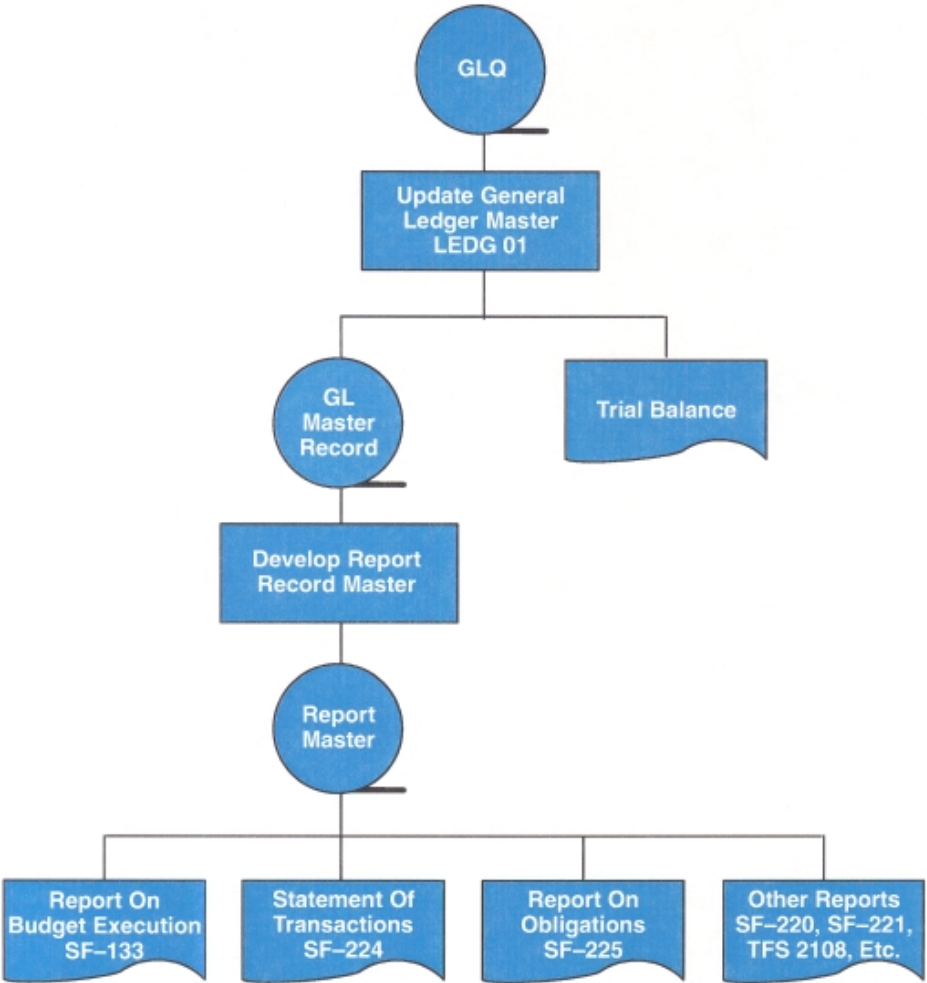 GLQ
Update General
Ledger Master
LEDG 01
GL
Master
Record
Trial Balance
Develop Report
Record Master
Report
Master
Report On
Budget Execution
SF–133
Statement Of
Transactions
SF–224
Report On
Obligations
SF–225
Other Reports
SF–220, SF–221,
TFS 2108, Etc.